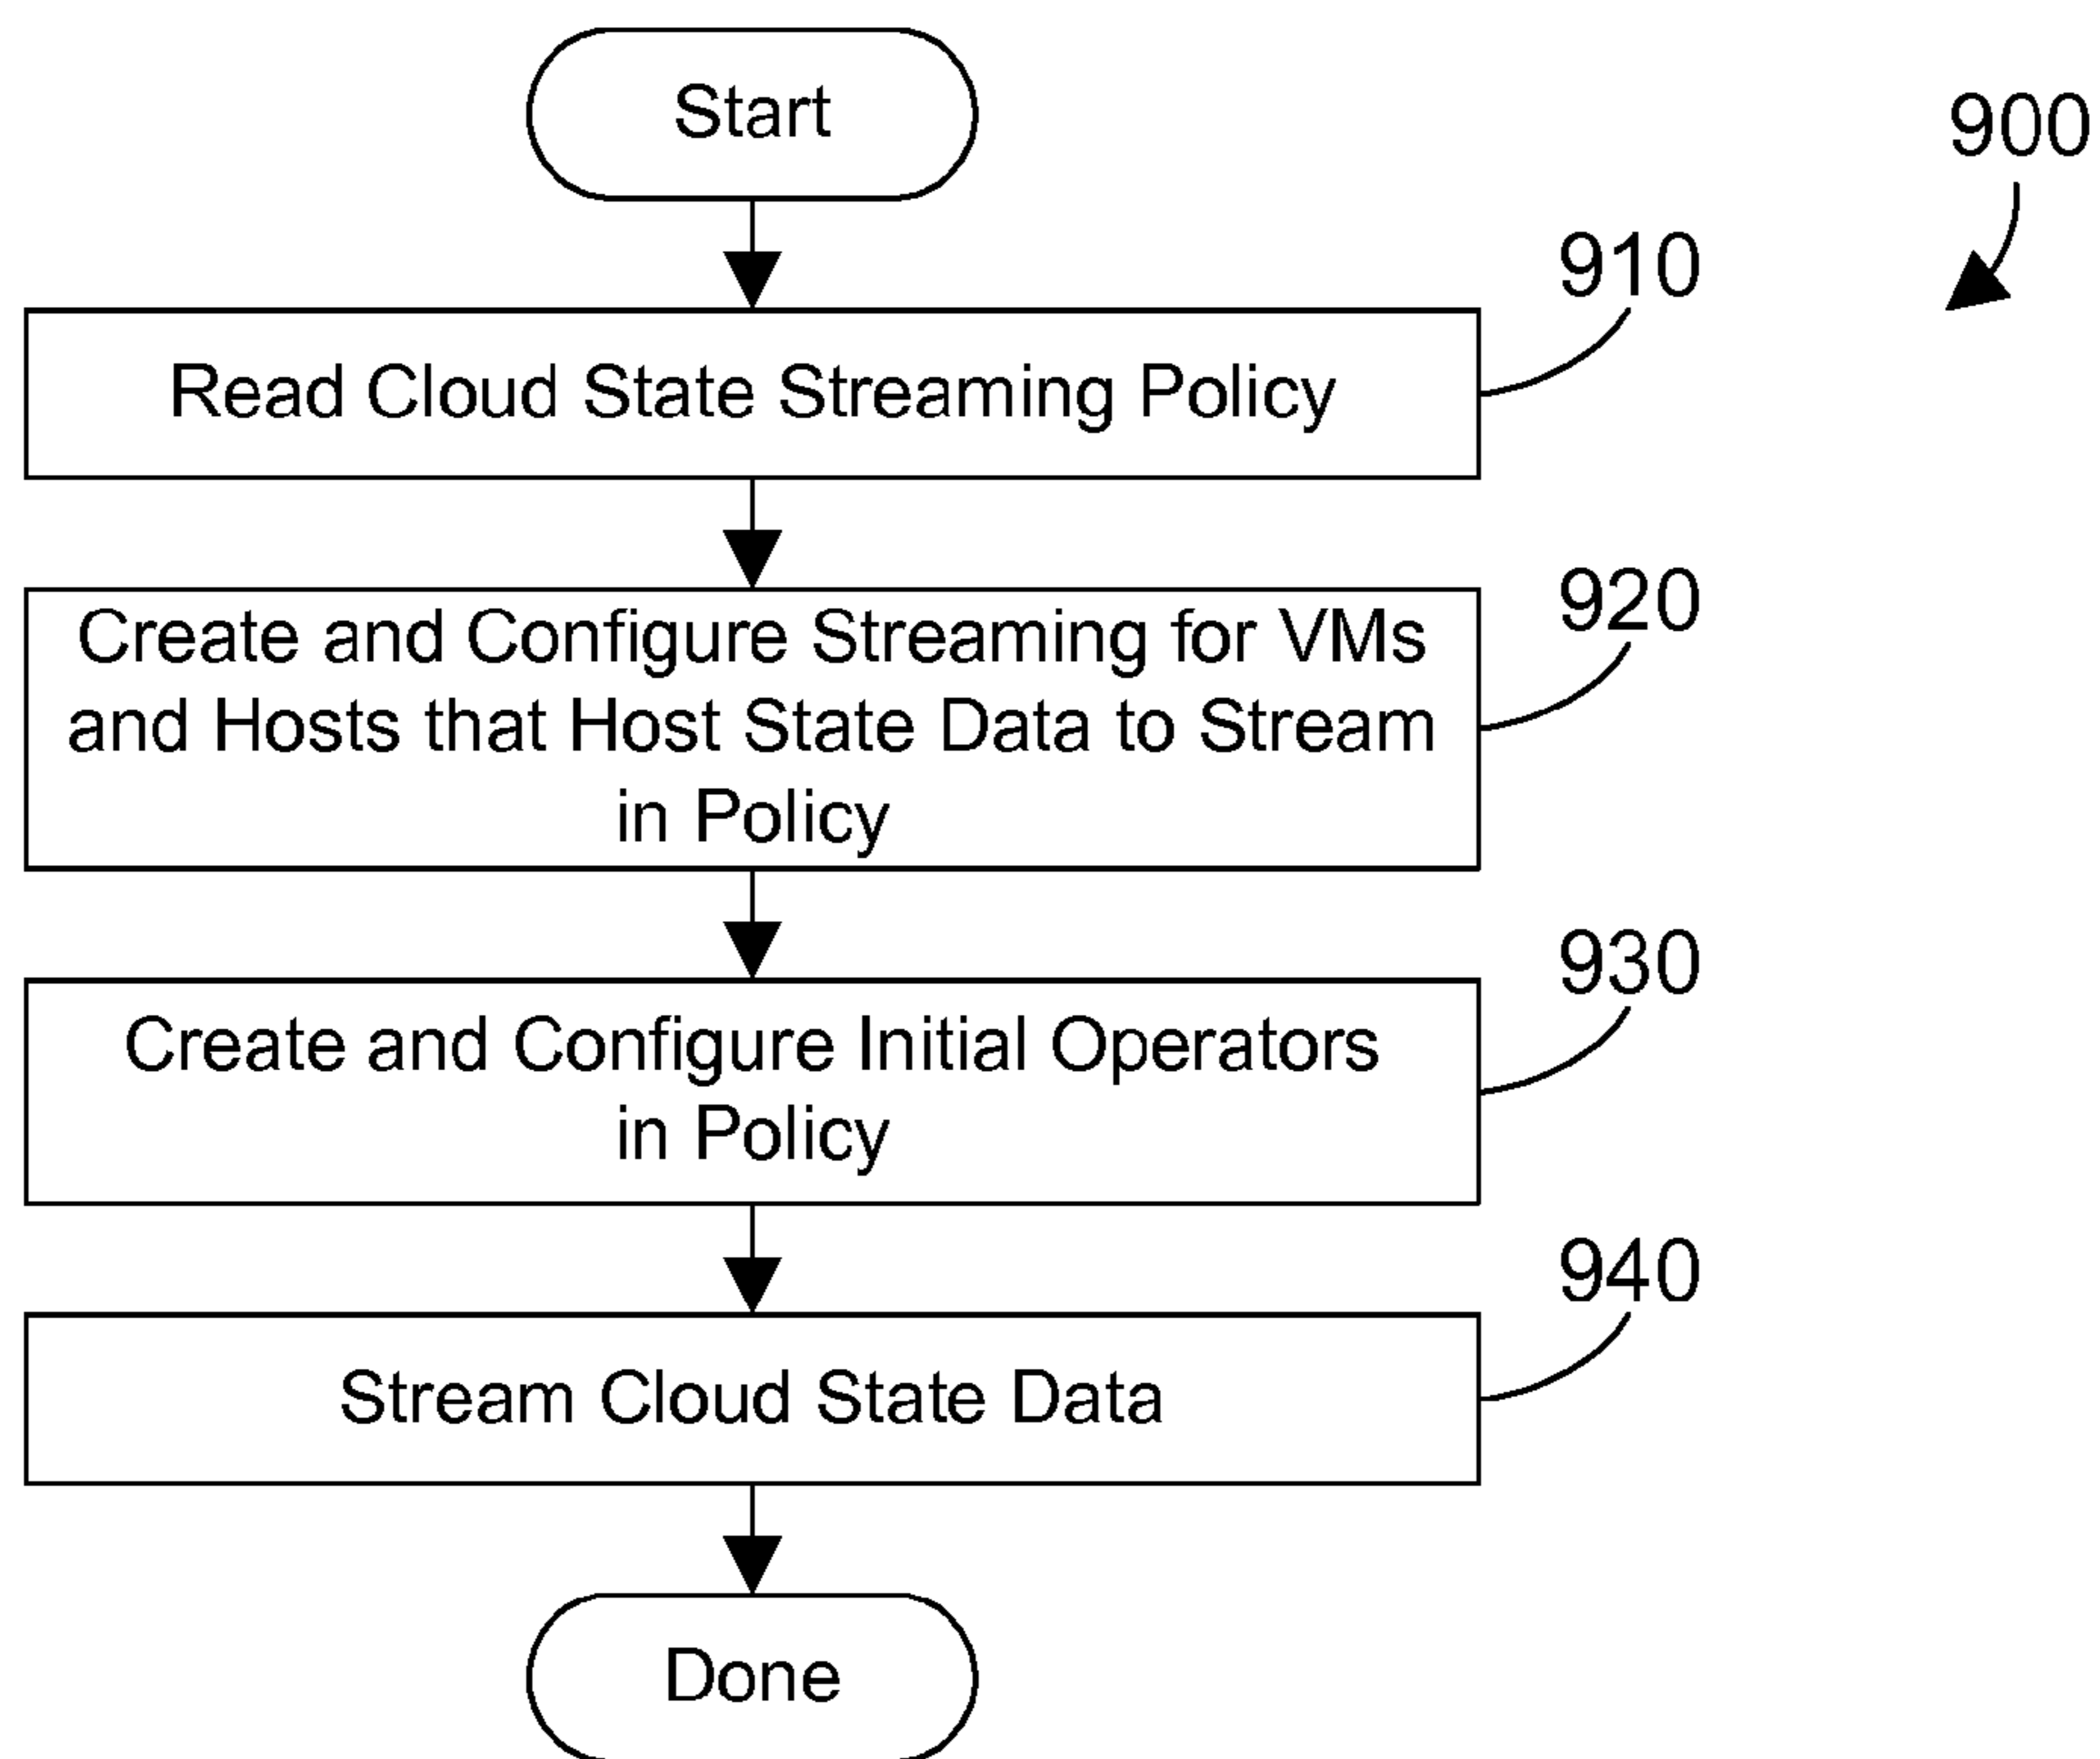 Start
900
910
Read Cloud State Streaming Policy
920
Create and Configure Streaming for VMs
and Hosts that Host State Data to Stream
in Policy
930
Create and Configure Initial Operators
in Policy
940
Stream Cloud State Data
Done